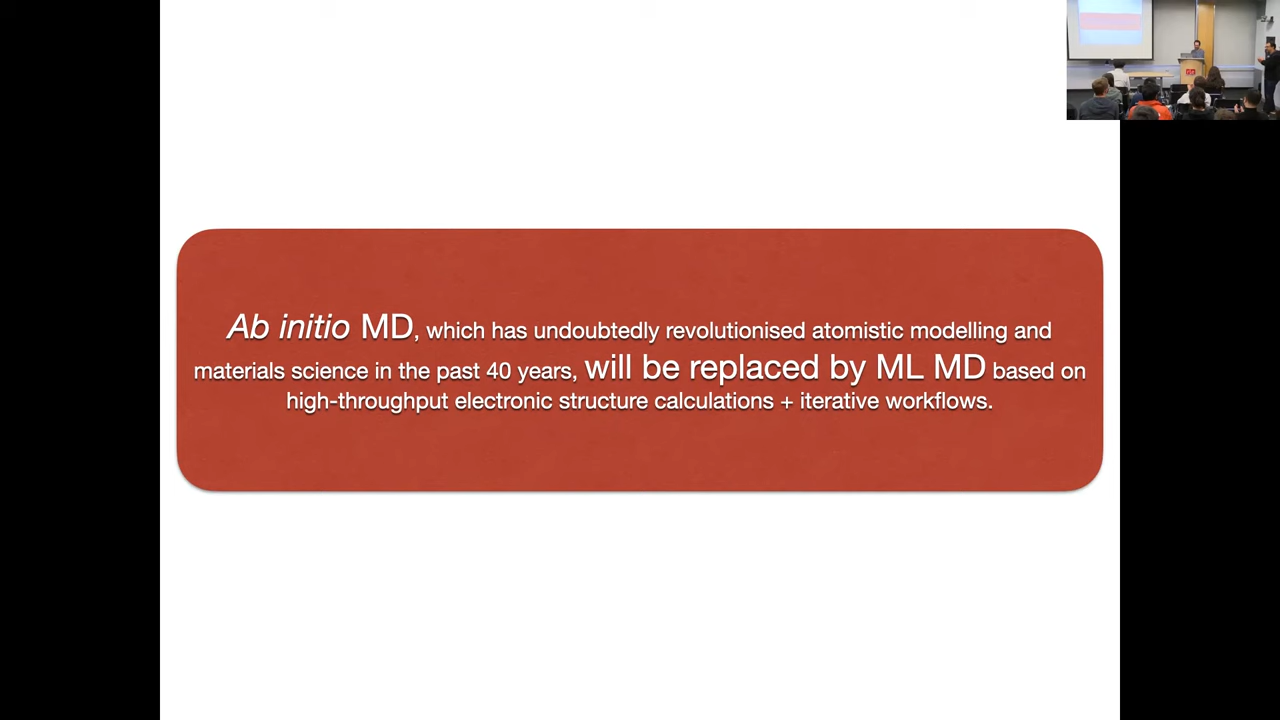 Ab initio MD, which has undoubtedly revolutionised atomistic modelling and
materials science in the past 40 years, will be replaced by ML MD based on
high-throughput electronic structure calculations + iterative workflows.